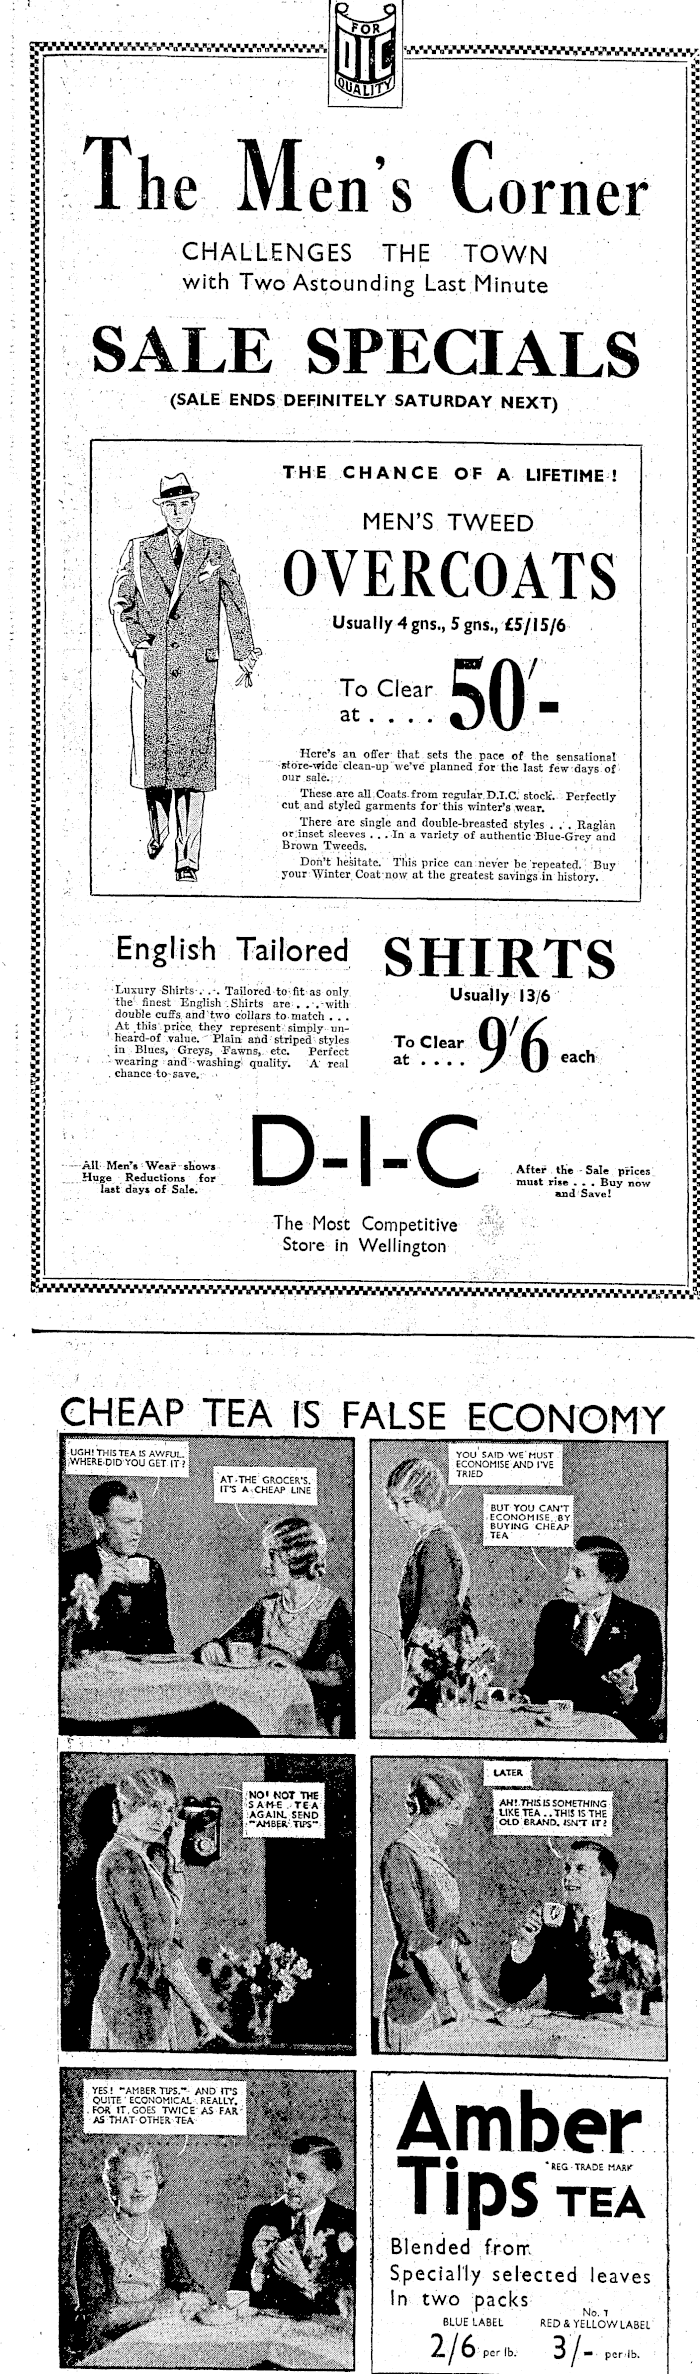 FOR
DIC
QUALITY
The Men's Corner
CHALLENGES THE TOWN
with Two Astounding Last Minute
SALE SPECIALS
(SALE ENDS DEFINITELY SATURDAY NEXT)
THE CHANCE OF A LIFETIME!
MEN'S TWEED
OVERCOATS
Usually 4 gns., 5 gns., £5/15/6
To Clear
at . . . . 50'-
Here's an offer that sets the pace of the sensational
store-wide clean-up we've planned for the last few days of
our sale.
These are all Coats from regular D.I.C. stock. Perfectly
cut and styled garments for this winter's wear.
There are single and double-breasted styles . . . Raglan
or inset sleeves . . . In a variety of authentic Blue-Grey and
Brown Tweeds.
Don't hesitate. This price can never be repeated. Buy
your Winter Coat now at the greatest savings in history.
English Tailored
Luxury Shirts . . . Tailored to fit as only
the finest English Shirts are . . . with
double cuffs and two collars to match . . .
At this price they represent simply un-
heard-of value. Plain and striped styles
in Blues, Greys, Fawns, etc. Perfect
wearing and washing quality. A real
chance to save.
SHIRTS
Usually 13/6
To Clear
at . . . . 9'6 each
All Men's Wear shows
Huge Reductions for
last days of Sale.
D-I-C
After the Sale prices
must rise . . . Buy now
and Save!
The Most Competitive
Store in Wellington
CHEAP TEA IS FALSE ECONOMY
UGH! THIS TEA IS AWFUL.
WHERE DID YOU GET IT?
AT THE GROCER'S.
IT'S A CHEAP LINE
YOU SAID WE MUST
ECONOMISE AND I'VE
TRIED
BUT YOU CAN'T
ECONOMISE BY
BUYING CHEAP
TEA
NO! NOT THE
SAME TEA
AGAIN. SEND
"AMBER TIPS"
LATER
AH! THIS IS SOMETHING
LIKE TEA . . THIS IS THE
OLD BRAND, ISN'T IT?
YES! "AMBER TIPS." AND IT'S
QUITE ECONOMICAL REALLY,
FOR IT GOES TWICE AS FAR
AS THAT OTHER TEA
Amber
Tips TEA
*REG. TRADE MARK
Blended from
Specially selected leaves
In two packs
BLUE LABEL
2/6 per lb.
No. 1
RED & YELLOW LABEL
3/- per lb.